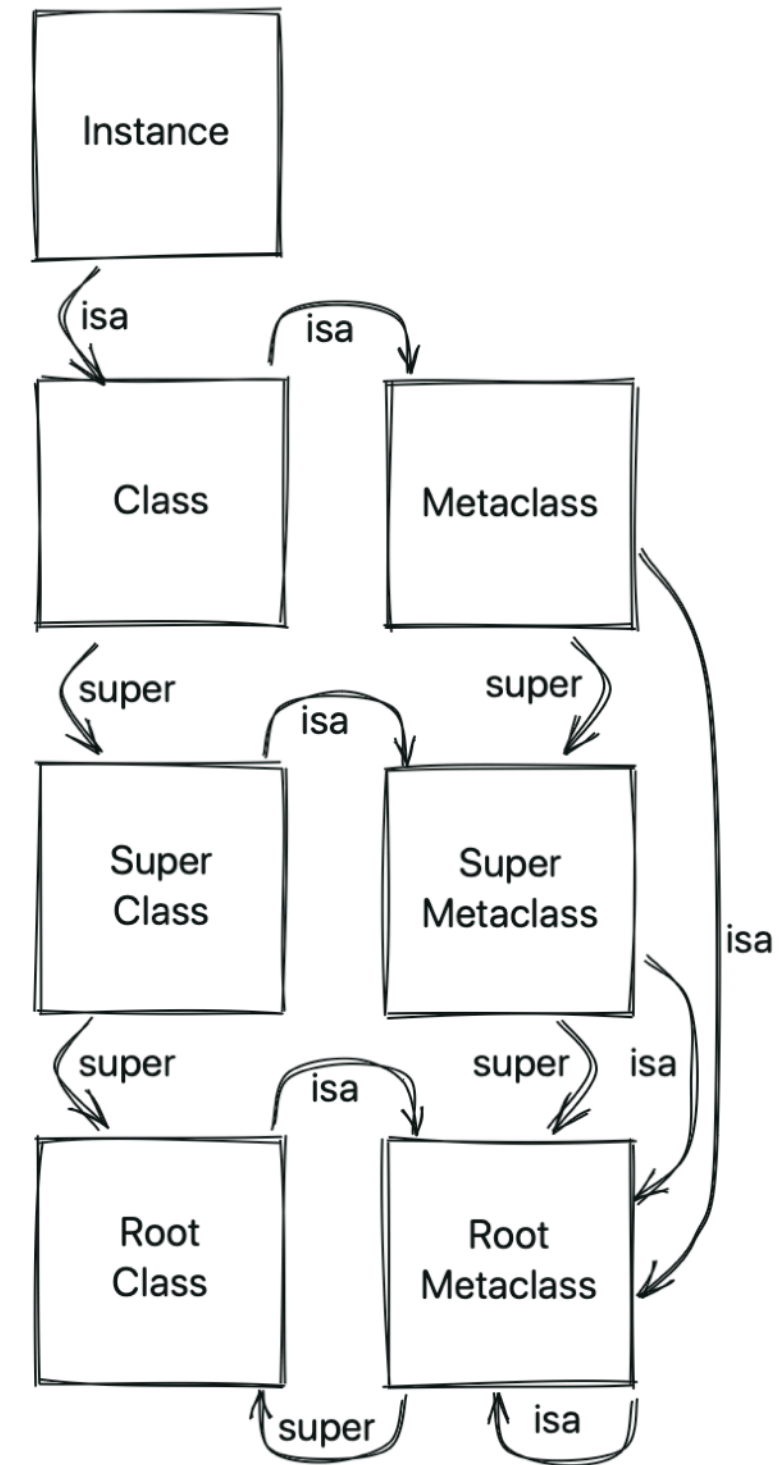 Instance
isa
isa
Class
Metaclass
super
super
isa
Super
Class
Super
Metaclass
isa
super
super
isa
isa
Root
Class
Root
Metaclass
super
isa